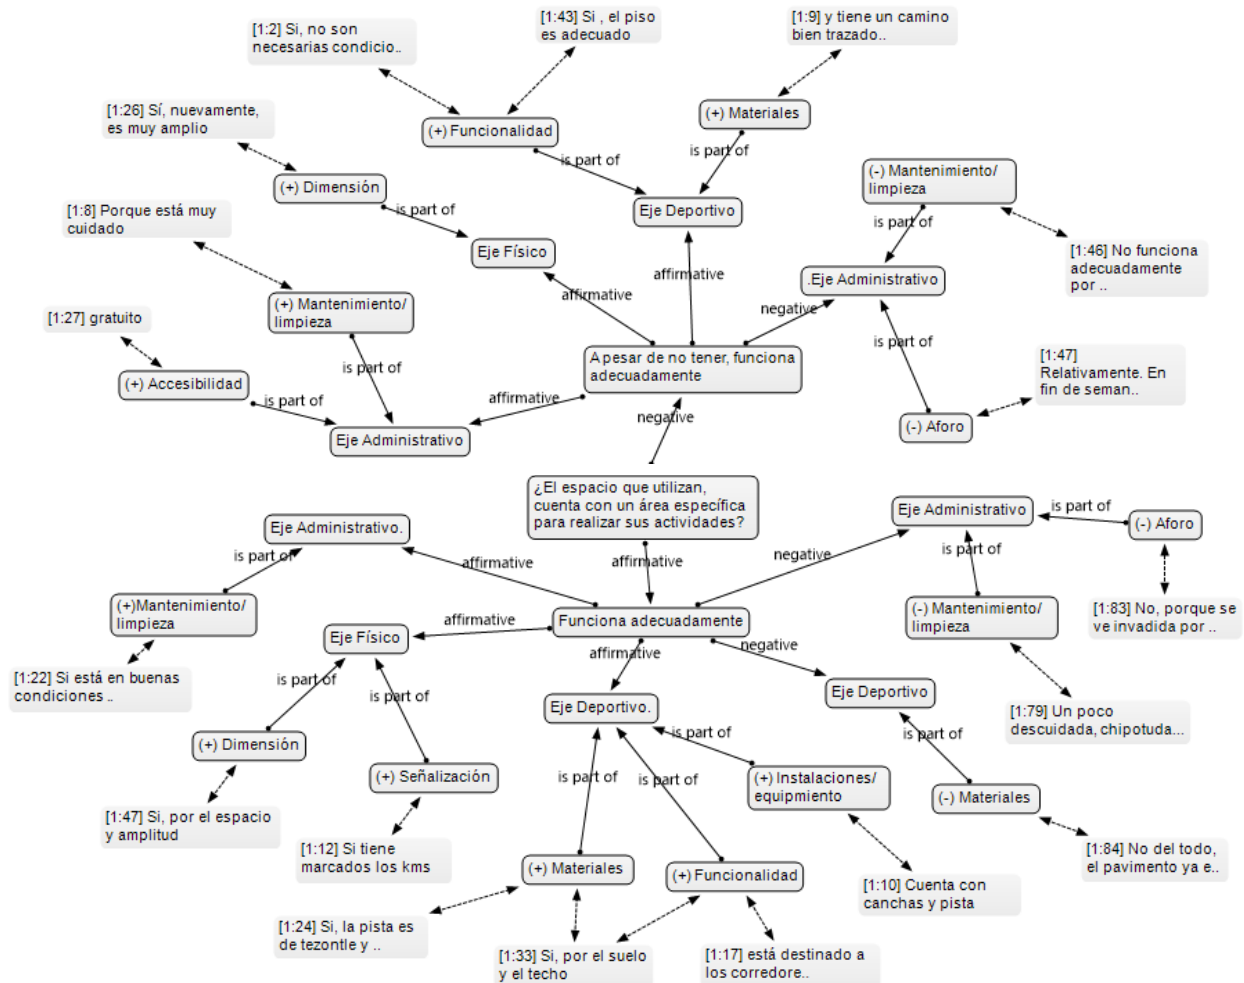 [1:2] Si, no son
necesarias condicio..
[1:43] Si , el piso
es adecuado
[1:9] y tiene un camino
bien trazado..
[1:26] Sí, nuevamente,
es muy amplio
(+) Funcionalidad
(+) Materiales
is part of
is part of
(-) Mantenimiento/
limpieza
(+) Dimensión
is part of
[1:8] Porque está muy
cuidado
Eje Deportivo
is part of
[1:46] No funciona
adecuadamente
por ..
Eje Físico
affirmative
.Eje Administrativo
affirmative
negative
(+) Mantenimiento/
limpieza
[1:27] gratuito
is part of
is part of
A pesar de no tener, funciona
adecuadamente
[1:47]
Relativamente. En
fin de seman..
(+) Accesibilidad
is part of
affirmative
negative
(-) Aforo
Eje Administrativo
¿El espacio que utilizan,
cuenta con un área específica
para realizar sus actividades?
Eje Administrativo.
Eje Administrativo
is part of
(-) Aforo
is part of
affirmative
affirmative
negative
is part of
(+)Mantenimiento/
limpieza
(-) Mantenimiento/
limpieza
[1:83] No, porque se
ve invadida por ..
Eje Físico
affirmative
Funciona adecuadamente
affirmative
negative
[1:22] Si está en buenas
condiciones ..
is part of
is part of
Eje Deportivo.
Eje Deportivo
[1:79] Un poco
descuidada, chipotuda...
(+) Dimensión
is part of
is part of
(+) Señalización
is part of
is part of
(+) Instalaciones/
equipmiento
(-) Materiales
[1:47] Si, por el espacio
y amplitud
[1:12] Si tiene
marcados los kms
[1:84] No del todo,
el pavimento ya e..
(+) Materiales
(+) Funcionalidad
[1:10] Cuenta con
canchas y pista
[1:24] Si, la pista es
de tezontle y ..
[1:33] Si, por el suelo
y el techo
[1:17] está destinado a
los corredore..